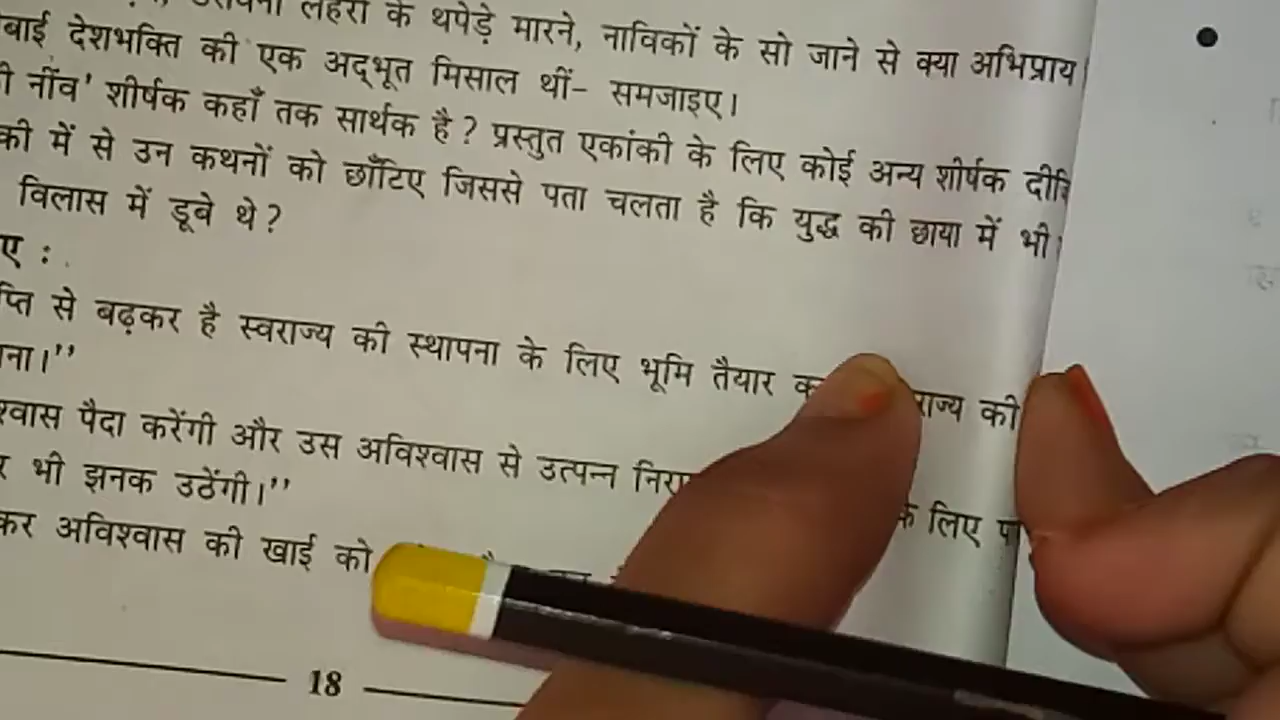 लहरों के थपेड़े मारने, नाविकों के सो जाने से क्या अभिप्राय
बाई देशभक्ति की एक अद्‌भूत मिसाल थीं- समजाइए।
नींव' शीर्षक कहाँ तक सार्थक है? प्रस्तुत एकांकी के लिए कोई अन्य शीर्षक
की में से उन कथनों को छाँटिए जिससे पता चलता है कि युद्ध की छाया में भी
विलास में डूबे थे?
ए :
प्ति से बढ़कर है स्वराज्य की स्थापना के लिए भूमि तैयार राज्य की
ना।''
श्वास पैदा करेंगी और उस अविश्वास से उत्पन्न के लिए
भी झनक उठेंगी।''
कर अविश्वास की खाई को
18